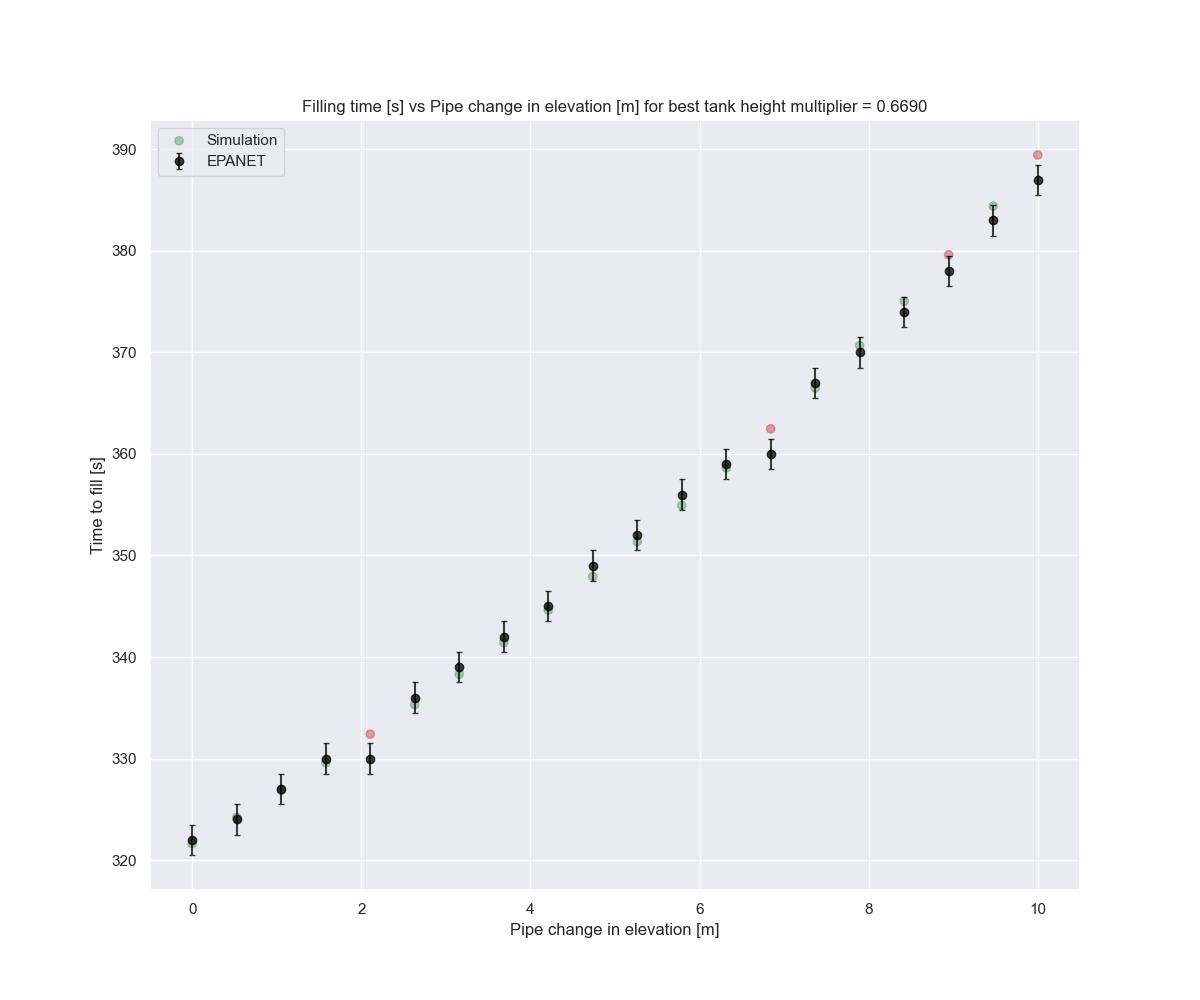 Filling time [s] vs Pipe change in elevation [m] for best tank height multiplier = 0.6690
Simulation
EPANET
390
380
370
360
350
340
330
320
Time to fill [s]
0 2 4 6 8 10
Pipe change in elevation [m]